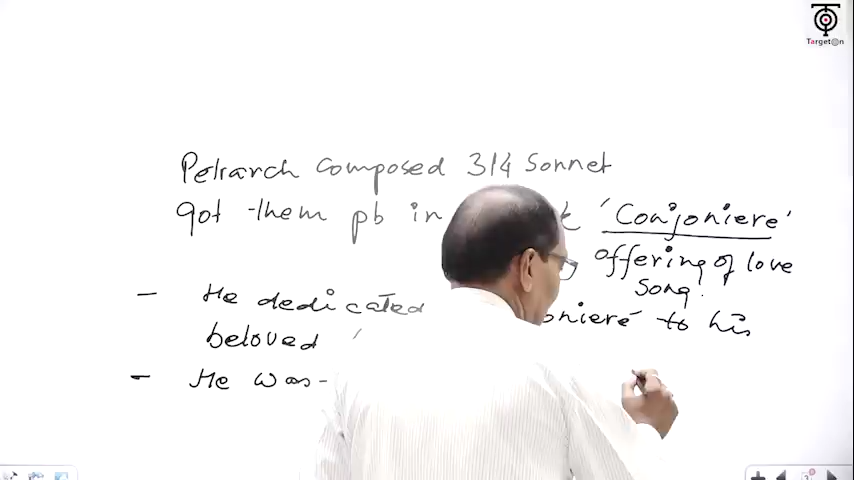 TargetOn
Petrarch composed 314 Sonnet
got them pb in 'Conjoniere'
offering of love
song.
- He dedicated oniere to his
beloved '
- He was